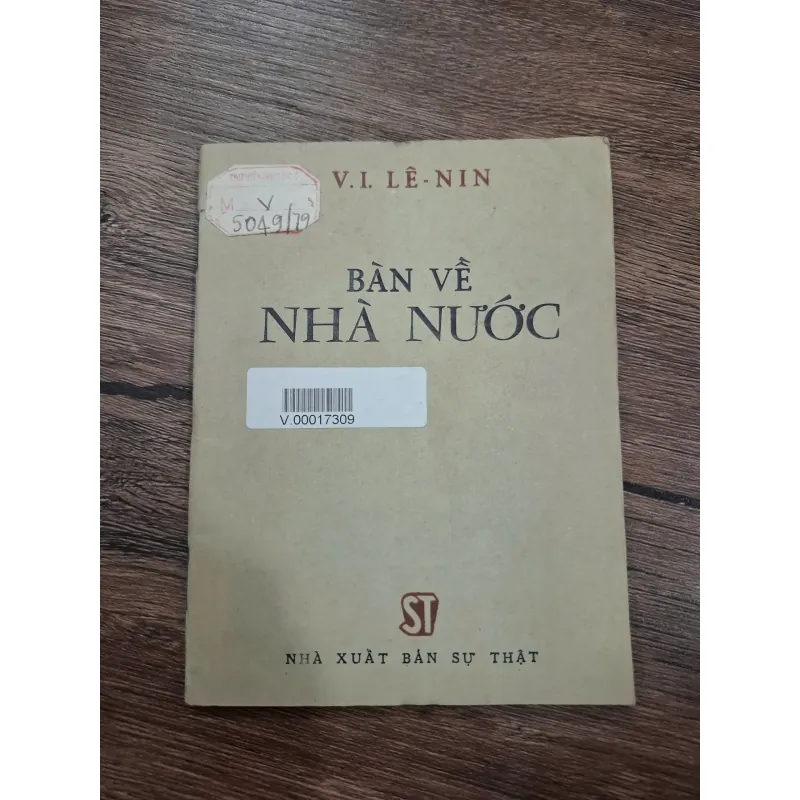 V.I. LÊ-NIN
V
5049/79
BÀN VỀ
NHÀ NƯỚC
V.00017309
ST
NHÀ XUẤT BẢN SỰ THẬT